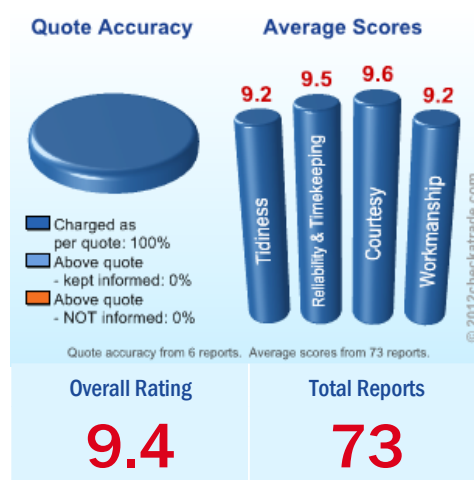 Quote Accuracy
Average Scores
9.2
9.5
9.6
9.2
Tidiness
Reliability & Timekeeping
Courtesy
Workmanship
Charged as
per quote: 100%
Above quote
- kept informed: 0%
Above quote
- NOT informed: 0%
© 2012checkatrade.com
Quote accuracy from 6 reports. Average scores from 73 reports.
Overall Rating
Total Reports
9.4
73